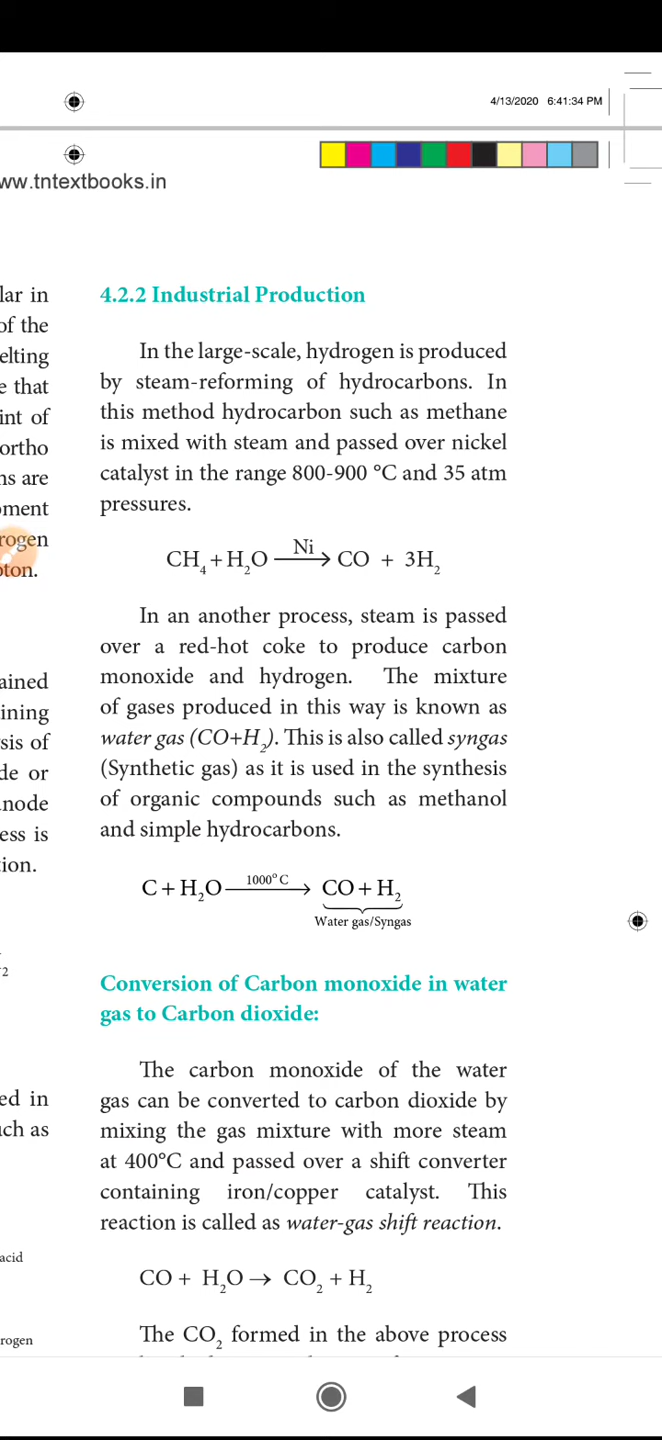 4/13/2020 6:41:34 PM
ww.tntextbooks.in
lar in
of the
elting
e that
int of
ortho
ns are
oment
rogen
oton.
ained
ining
sis of
de or
node
ess is
tion.
2
ed in
uch as
acid
rogen
4.2.2 Industrial Production
In the large-scale, hydrogen is produced
by steam-reforming of hydrocarbons. In
this method hydrocarbon such as methane
is mixed with steam and passed over nickel
catalyst in the range 800-900 °C and 35 atm
pressures.
Ni
CH₄ + H₂O ⟶ CO + 3H₂
In an another process, steam is passed
over a red-hot coke to produce carbon
monoxide and hydrogen. The mixture
of gases produced in this way is known as
water gas (CO+H₂). This is also called syngas
(Synthetic gas) as it is used in the synthesis
of organic compounds such as methanol
and simple hydrocarbons.
1000° C
C + H₂O ⟶ CO + H₂
Water gas/Syngas
Conversion of Carbon monoxide in water
gas to Carbon dioxide:
The carbon monoxide of the water
gas can be converted to carbon dioxide by
mixing the gas mixture with more steam
at 400°C and passed over a shift converter
containing iron/copper catalyst. This
reaction is called as water-gas shift reaction.
CO + H₂O → CO₂ + H₂
The CO₂ formed in the above process